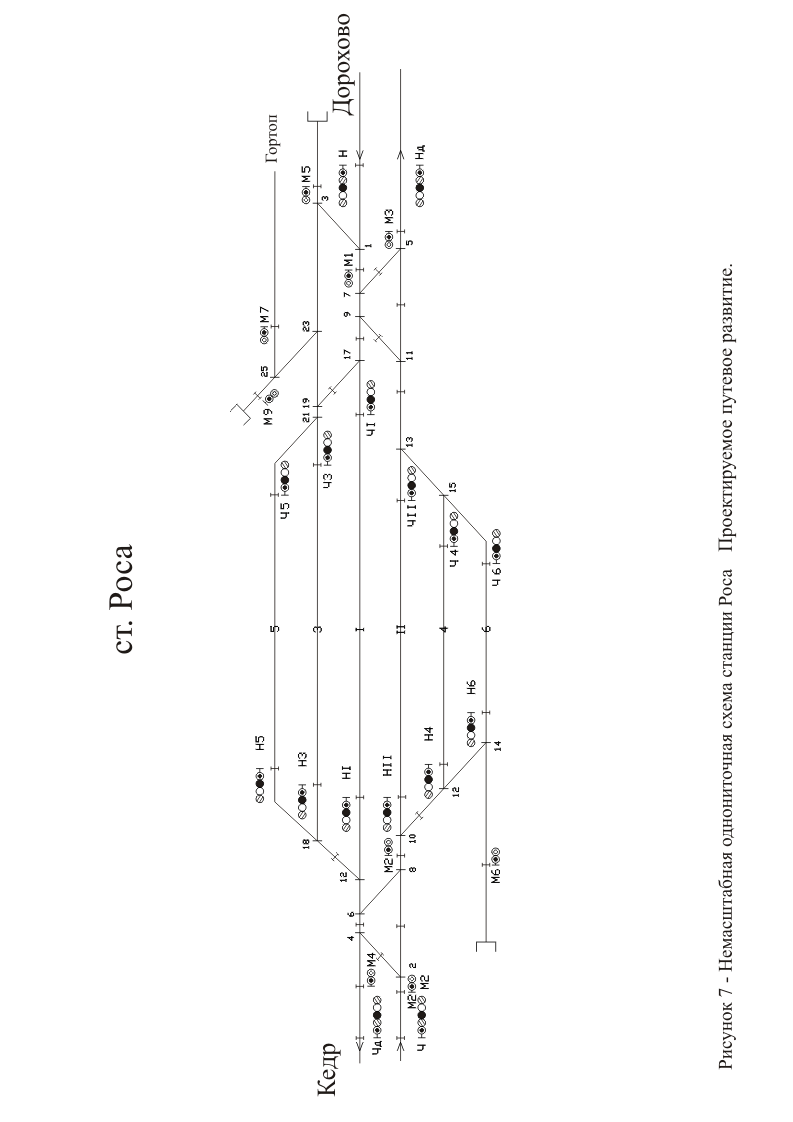 ст. Роса
Гортоп
Дорохово
М5
Н
3
1
М3
НД
5
М1
7
М7
23
9
25
17
11
М9
19
21
ЧI
13
Ч5
Ч3
ЧII
15
Ч4
Ч6
5
3
I
II
4
6
Н5
Н3
НI
НII
Н4
Н6
14
12
18
10
12
М2
8
М6
6
4
М4
2
М2
М2
ЧД
Ч
Кедр
Рисунок 7 - Немасштабная однониточная схема станции Роса Проектируемое путевое развитие.